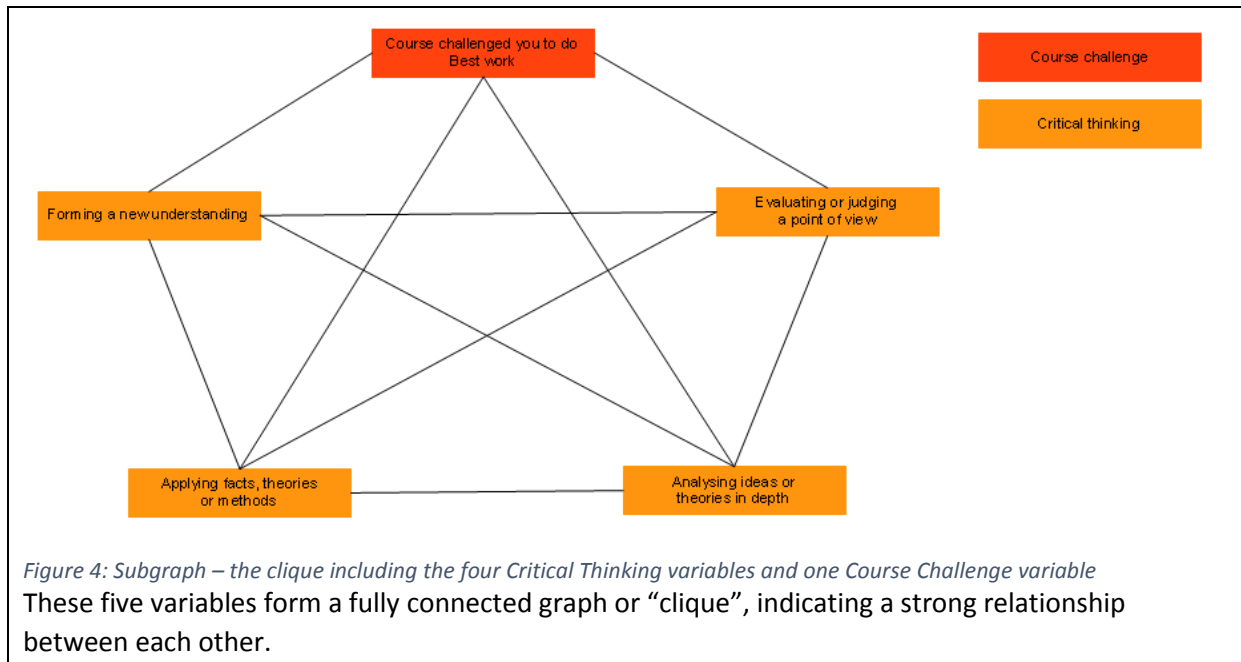 Course challenged you to do
Best work
Course challenge
Critical thinking
Forming a new understanding
Evaluating or judging
a point of view
Applying facts, theories
or methods
Analysing ideas or
theories in depth
Figure 4: Subgraph – the clique including the four Critical Thinking variables and one Course Challenge variable
These five variables form a fully connected graph or “clique”, indicating a strong relationship
between each other.